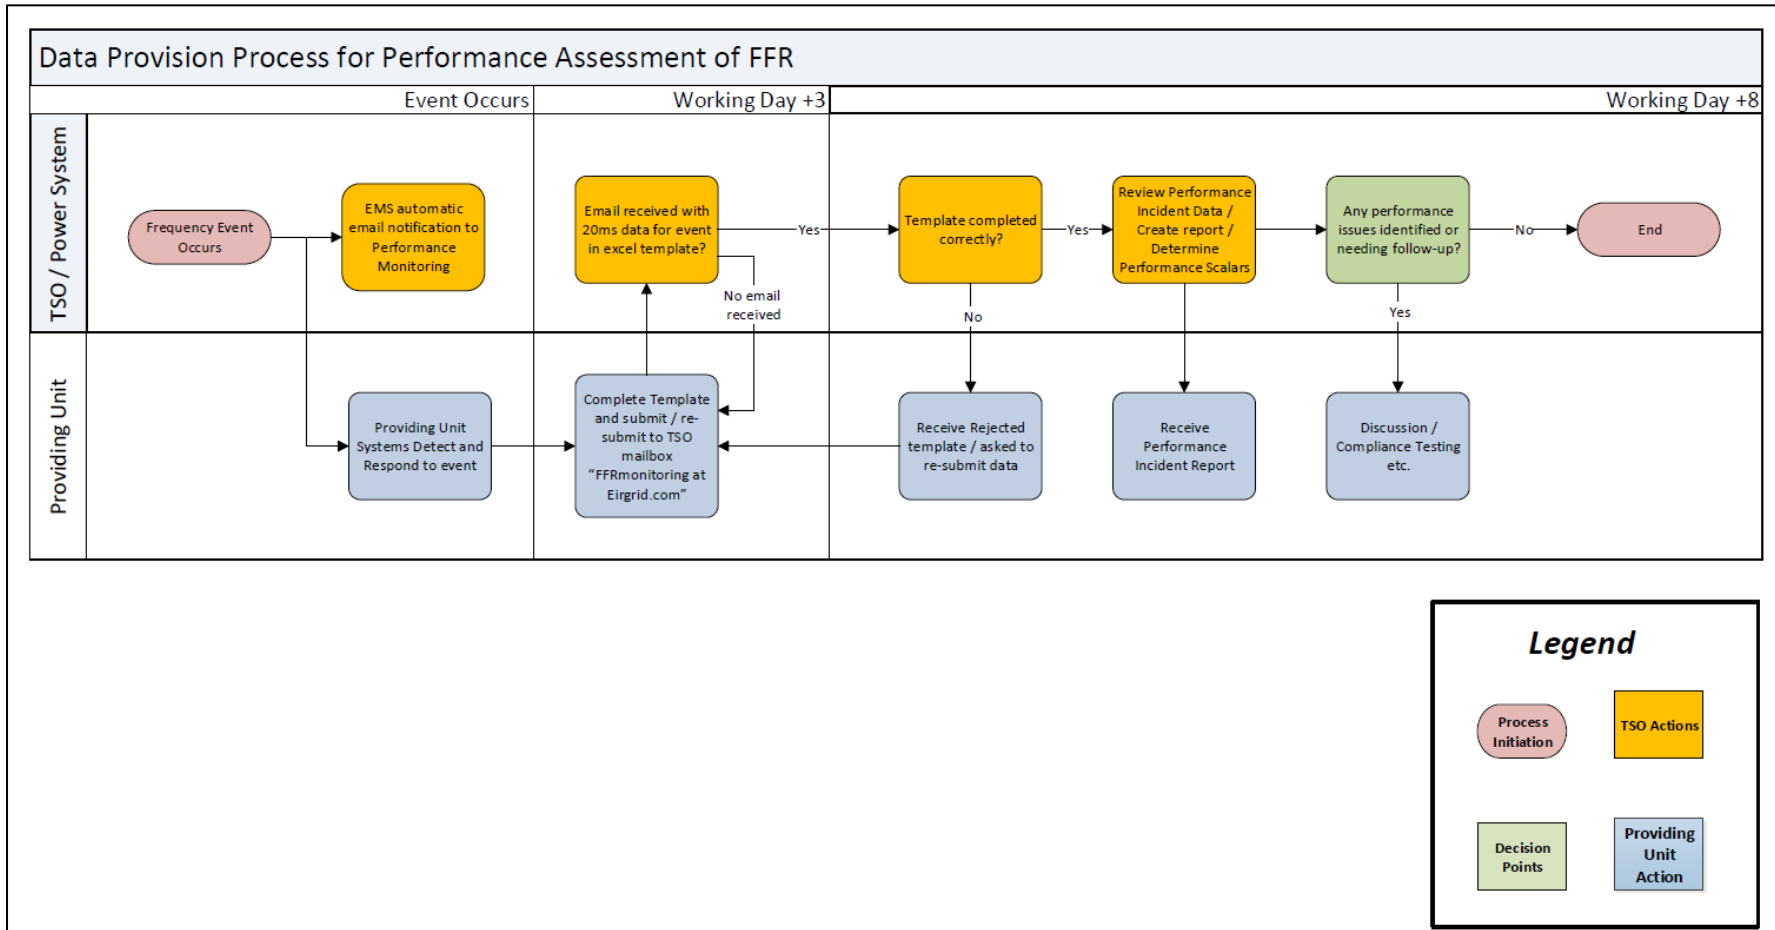 Data Provision Process for Performance Assessment of FFR
Event Occurs
Working Day +3
Working Day +8
TSO / Power System
Frequency Event
Occurs
EMS automatic
email notification to
Performance
Monitoring
Email received with
20ms data for event
in excel template?
Yes
No email
received
Template completed
correctly?
Yes
No
Review Performance
Incident Data /
Create report /
Determine
Performance Scalars
Any performance
issues identified or
needing follow-up?
No
Yes
End
Providing Unit
Providing Unit
Systems Detect and
Respond to event
Complete Template
and submit / re-
submit to TSO
mailbox
“FFRmonitoring at
Eirgrid.com”
Receive Rejected
template / asked to
re-submit data
Receive
Performance
Incident Report
Discussion /
Compliance Testing
etc.
Legend
Process
Initiation
TSO Actions
Decision
Points
Providing
Unit
Action